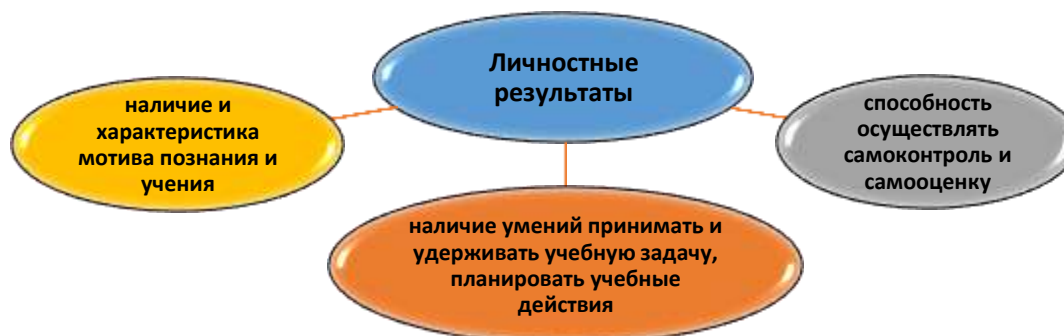 Личностные
результаты
наличие и
характеристика
мотива познания и
учения
способность
осуществлять
самоконтроль и
самооценку
наличие умений принимать и
удерживать учебную задачу,
планировать учебные
действия